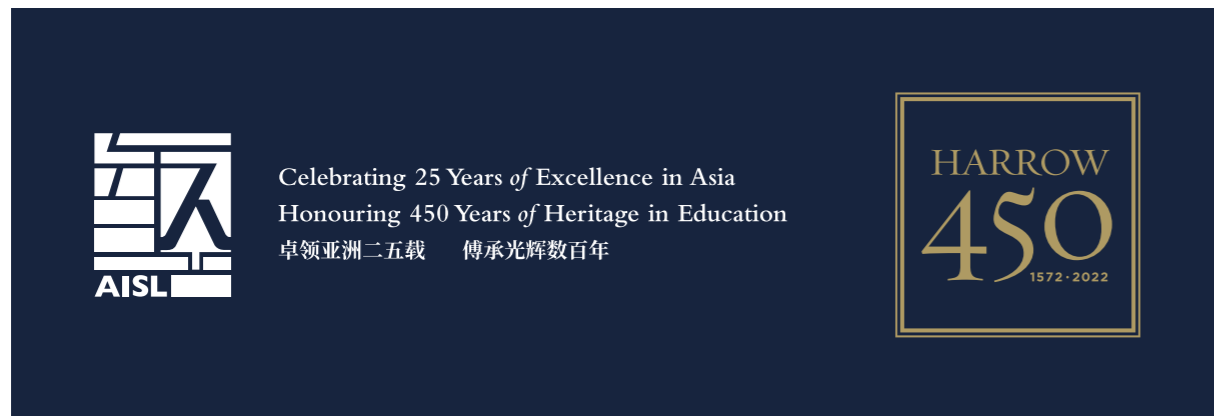 AISL
Celebrating 25 Years of Excellence in Asia
Honouring 450 Years of Heritage in Education
卓领亚洲二五载 傅承光辉数百年
HARROW
450
1572·2022